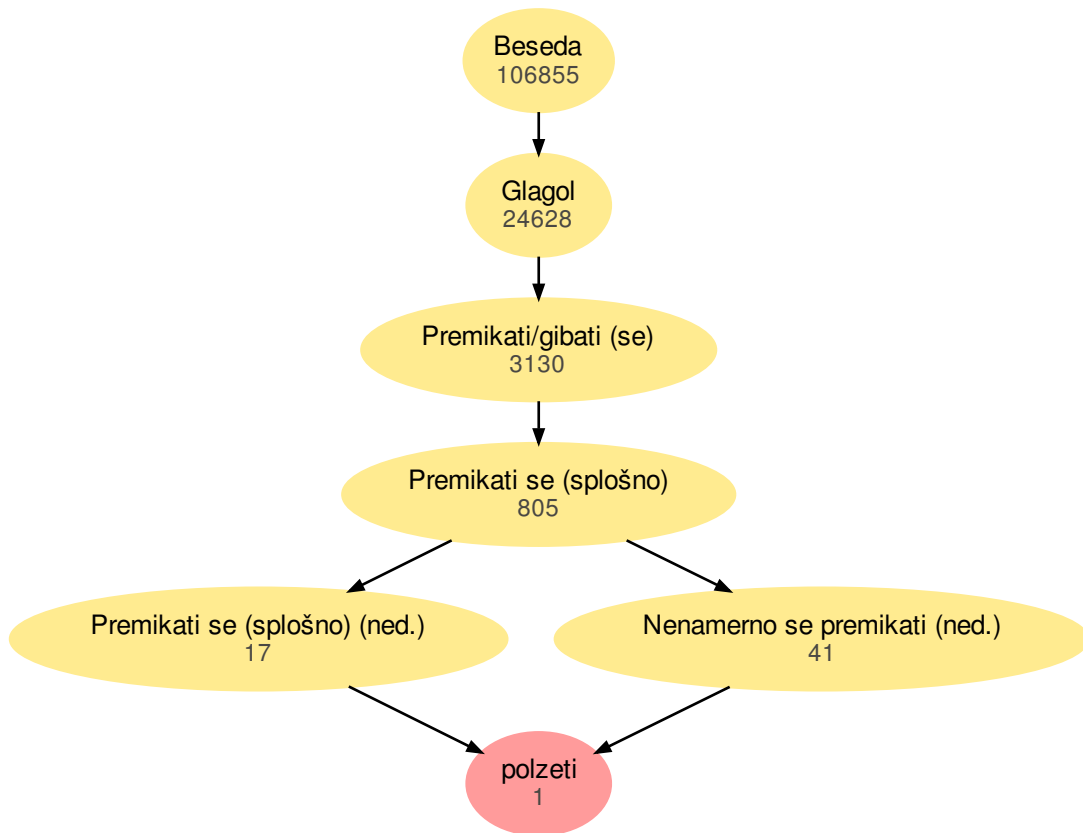 Beseda
106855
Glagol
24628
Premikati/gibati (se)
3130
Premikati se (splošno)
805
Premikati se (splošno) (ned.)
17
Nenamerno se premikati (ned.)
41
polzeti
1